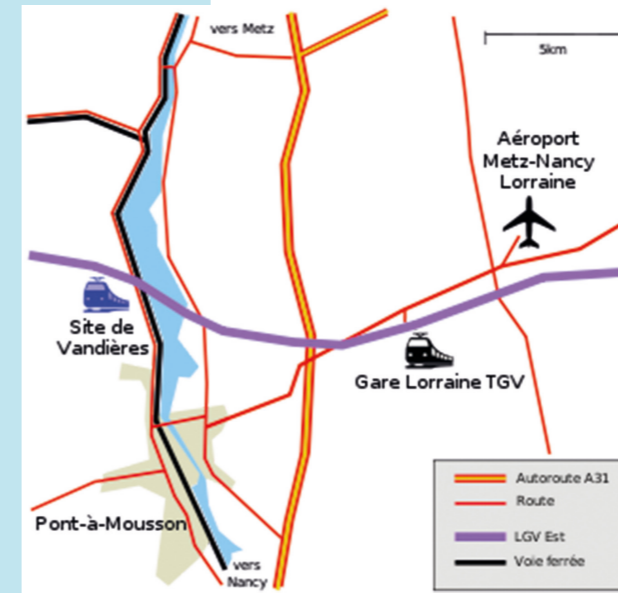 vers Metz
5km
Aéroport
Metz-Nancy
Lorraine
Site de
Vandières
Gare Lorraine TGV
Pont-à-Mousson
vers
Nancy
Autoroute A31
Route
LGV Est
Voie ferrée